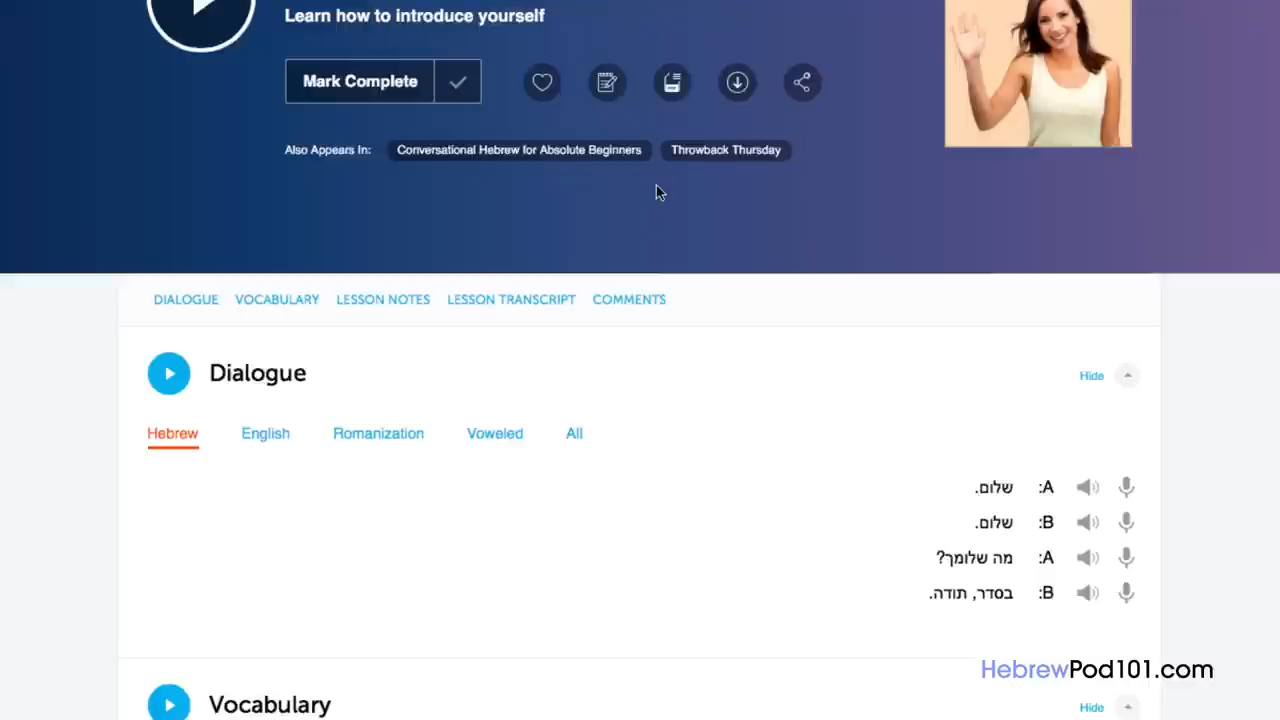 Learn how to introduce yourself
Mark Complete
Also Appears In: Conversational Hebrew for Absolute Beginners Throwback Thursday
DIALOGUE VOCABULARY LESSON NOTES LESSON TRANSCRIPT COMMENTS
Dialogue Hide
Hebrew English Romanization Voweled All
A: שלום.
B: שלום.
A: מה שלומך?
B: בסדר, תודה.
HebrewPod101.com
Vocabulary Hide